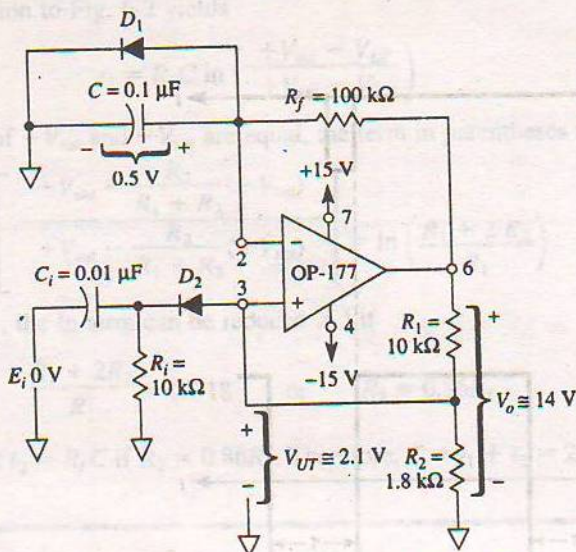 D₁
C = 0.1 µF
− +
0.5 V
R_f = 100 kΩ
+15 V
7
2
−
OP-177
6
C_i = 0.01 µF
D₂
3
+
4
−15 V
R₁ =
10 kΩ
+
V_o ≅ 14 V
E_i 0 V
R_i =
10 kΩ
+
V_UT ≅ 2.1 V
−
R₂ =
1.8 kΩ
−